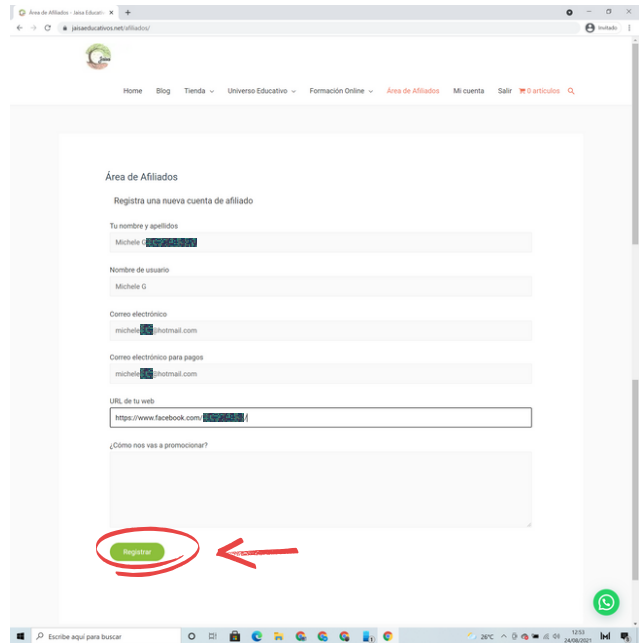 Área de Afiliados - Jaisa Educati
jaisaeducativos.net/afiliados/
Invitado
Jaisa
Home Blog Tienda Universo Educativo Formación Online Área de Afiliados Mi cuenta Salir 0 artículos
Área de Afiliados
Registra una nueva cuenta de afiliado
Tu nombre y apellidos
Michele G
Nombre de usuario
Michele G
Correo electrónico
michele @hotmail.com
Correo electrónico para pagos
michele @hotmail.com
URL de tu web
https://www.facebook.com/ /
¿Cómo nos vas a promocionar?
Registrar
Escribe aquí para buscar
26°C
12:53
24/08/2021